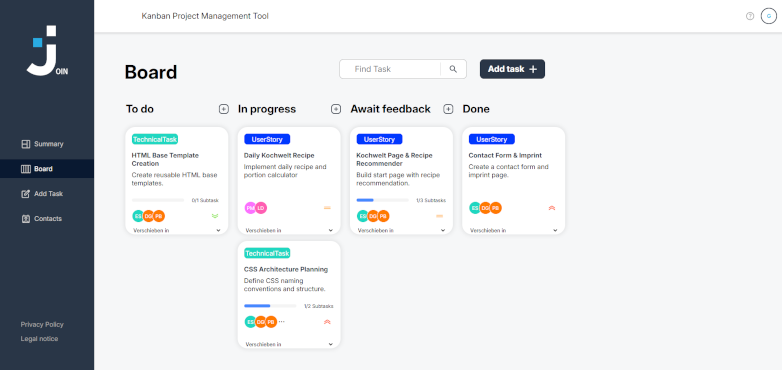 Kanban Project Management Tool
G
OIN
Board
Find Task
Add task
Summary
Board
Add Task
Contacts
Privacy Policy
Legal notice
To do
TechnicalTask
HTML Base Template
Creation
Create reusable HTML base
templates.
0/1 Subtask
ES DG PB
Verschieben in
In progress
UserStory
Daily Kochwelt Recipe
Implement daily recipe and
portion calculator
PM LD
Verschieben in
TechnicalTask
CSS Architecture Planning
Define CSS naming
conventions and structure.
1/2 Subtasks
ES DG PB ...
Verschieben in
Await feedback
UserStory
Kochwelt Page & Recipe
Recommender
Build start page with recipe
recommendation.
1/3 Subtasks
ES DG PB
Verschieben in
Done
UserStory
Contact Form & Imprint
Create a contact form and
imprint page.
ES DG PB
Verschieben in